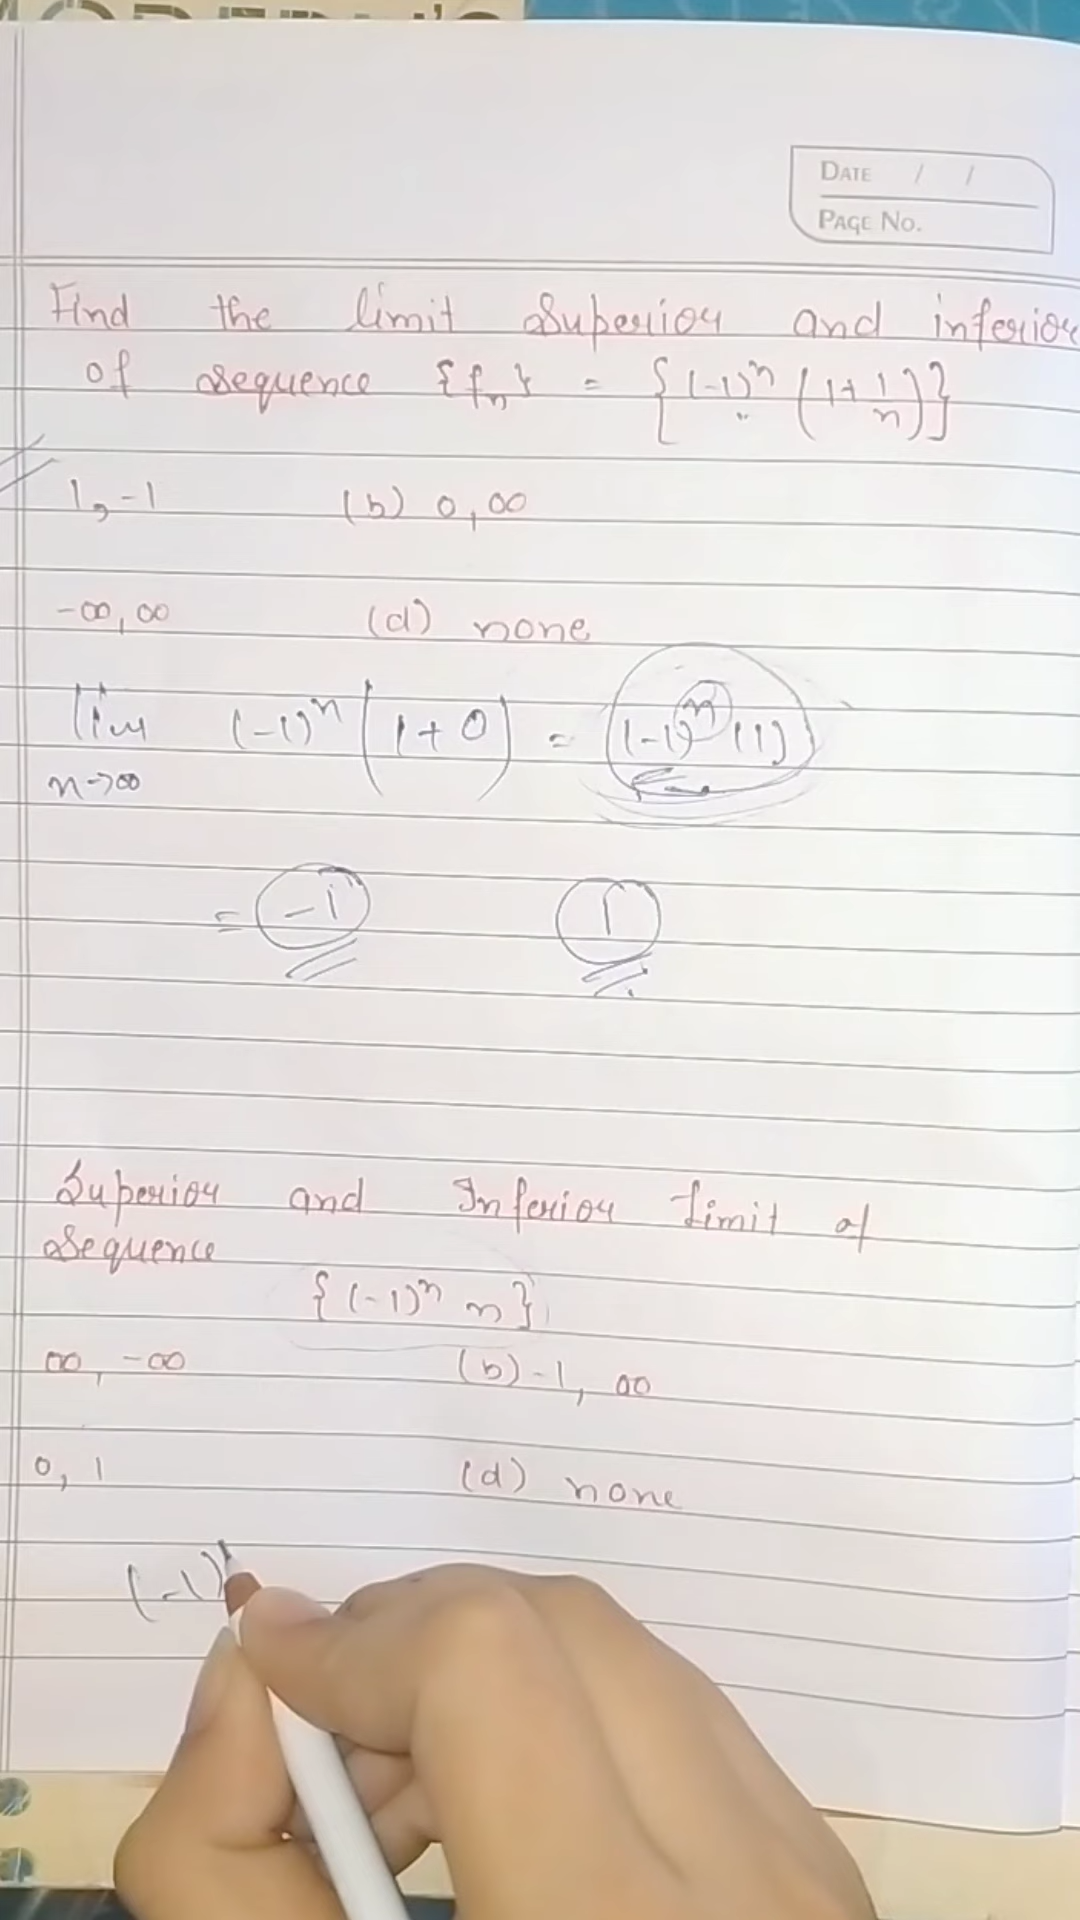 DATE / /
PAGE NO.
Find the limit Superior and inferior
of sequence {f_n} = {(-1)^n (1+1/n)}
1, -1 (b) 0, ∞
-∞, ∞ (d) none
lim n→∞ (-1)^n (1+0) = (-1)^n (1)
= -1 1
Superior and Inferior limit of
Sequence
{(-1)^n n}
∞, -∞ (b) -1, ∞
0, 1 (d) none
(-1)